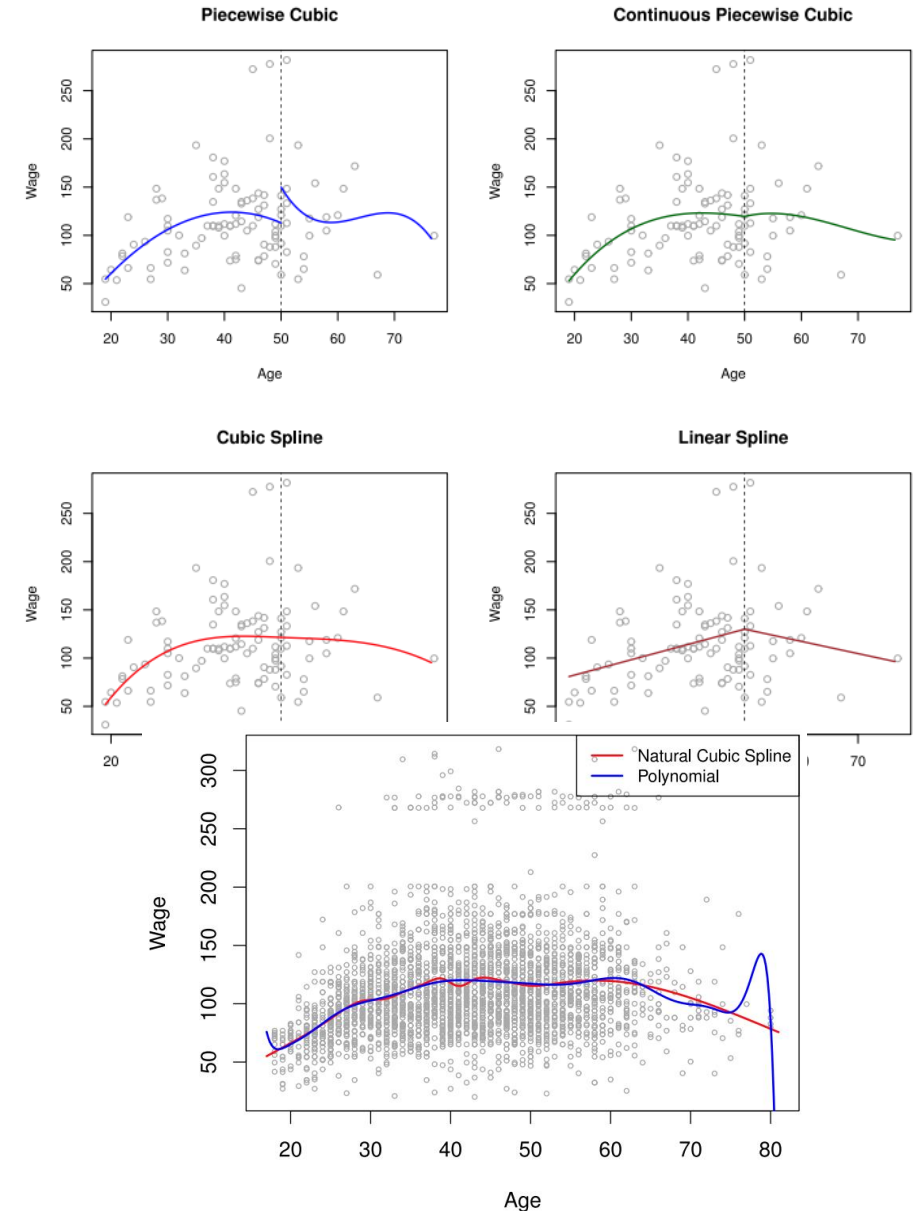 Piecewise Cubic
Wage
50 100 150 200 250
20 30 40 50 60 70
Age
Continuous Piecewise Cubic
Wage
50 100 150 200 250
20 30 40 50 60 70
Age
Cubic Spline
Wage
50 100 150 200 250
20
Linear Spline
Wage
50 100 150 200 250
70
Natural Cubic Spline
Polynomial
Wage
50 100 150 200 250 300
20 30 40 50 60 70 80
Age